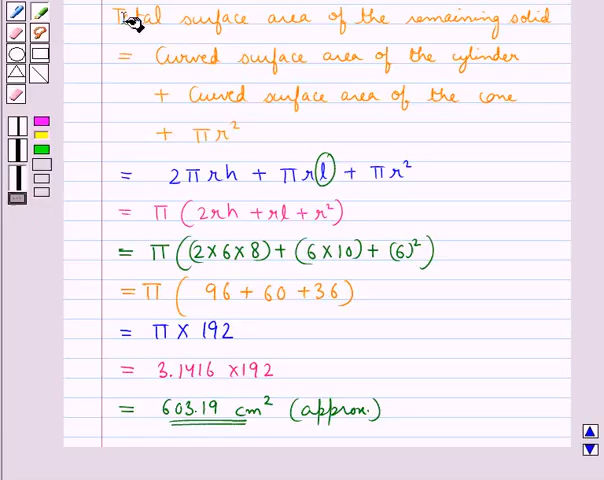 Total surface area of the remaining solid
= Curved surface area of the cylinder
+ Curved surface area of the cone
+ πr²
= 2πrh + πrl + πr²
= π(2rh + rl + r²)
= π((2×6×8) + (6×10) + (6)²)
= π( 96 + 60 + 36)
= π × 192
= 3.1416 × 192
= 603.19 cm² (approx.)